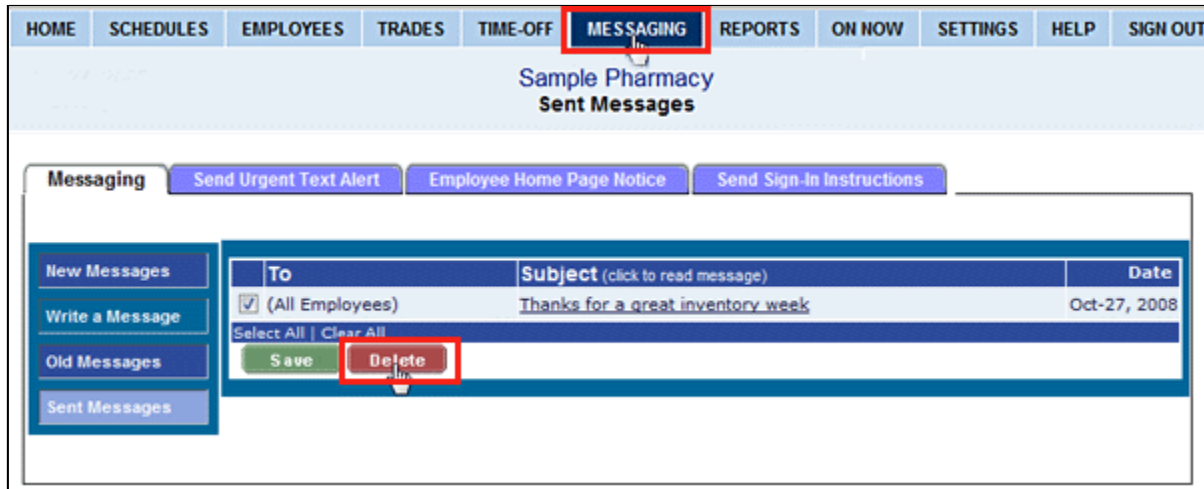 HOME SCHEDULES EMPLOYEES TRADES TIME-OFF MESSAGING REPORTS ON NOW SETTINGS HELP SIGN OUT
Sample Pharmacy
Sent Messages
Messaging Send Urgent Text Alert Employee Home Page Notice Send Sign-In Instructions
New Messages
Write a Message
Old Messages
Sent Messages
To Subject (click to read message) Date
(All Employees) Thanks for a great inventory week Oct-27, 2008
Select All | Clear All
Save Delete